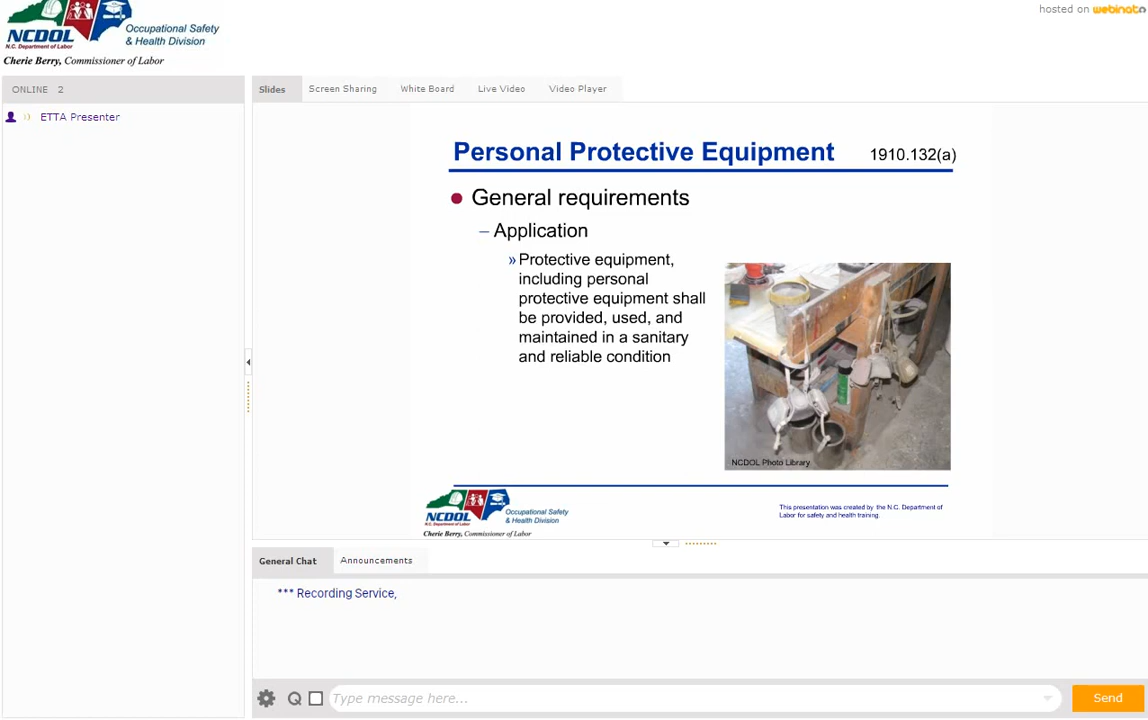 hosted on webinato
NCDOL
N.C. Department of Labor
Occupational Safety
& Health Division
Cherie Berry, Commissioner of Labor
ONLINE 2
ETTA Presenter
Slides
Screen Sharing
White Board
Live Video
Video Player
Personal Protective Equipment
1910.132(a)
General requirements
– Application
» Protective equipment,
including personal
protective equipment shall
be provided, used, and
maintained in a sanitary
and reliable condition
NCDOL Photo Library
NCDOL
N.C. Department of Labor
Occupational Safety
& Health Division
Cherie Berry, Commissioner of Labor
This presentation was created by the N.C. Department of
Labor for safety and health training.
General Chat
Announcements
*** Recording Service,
Q
Type message here...
Send